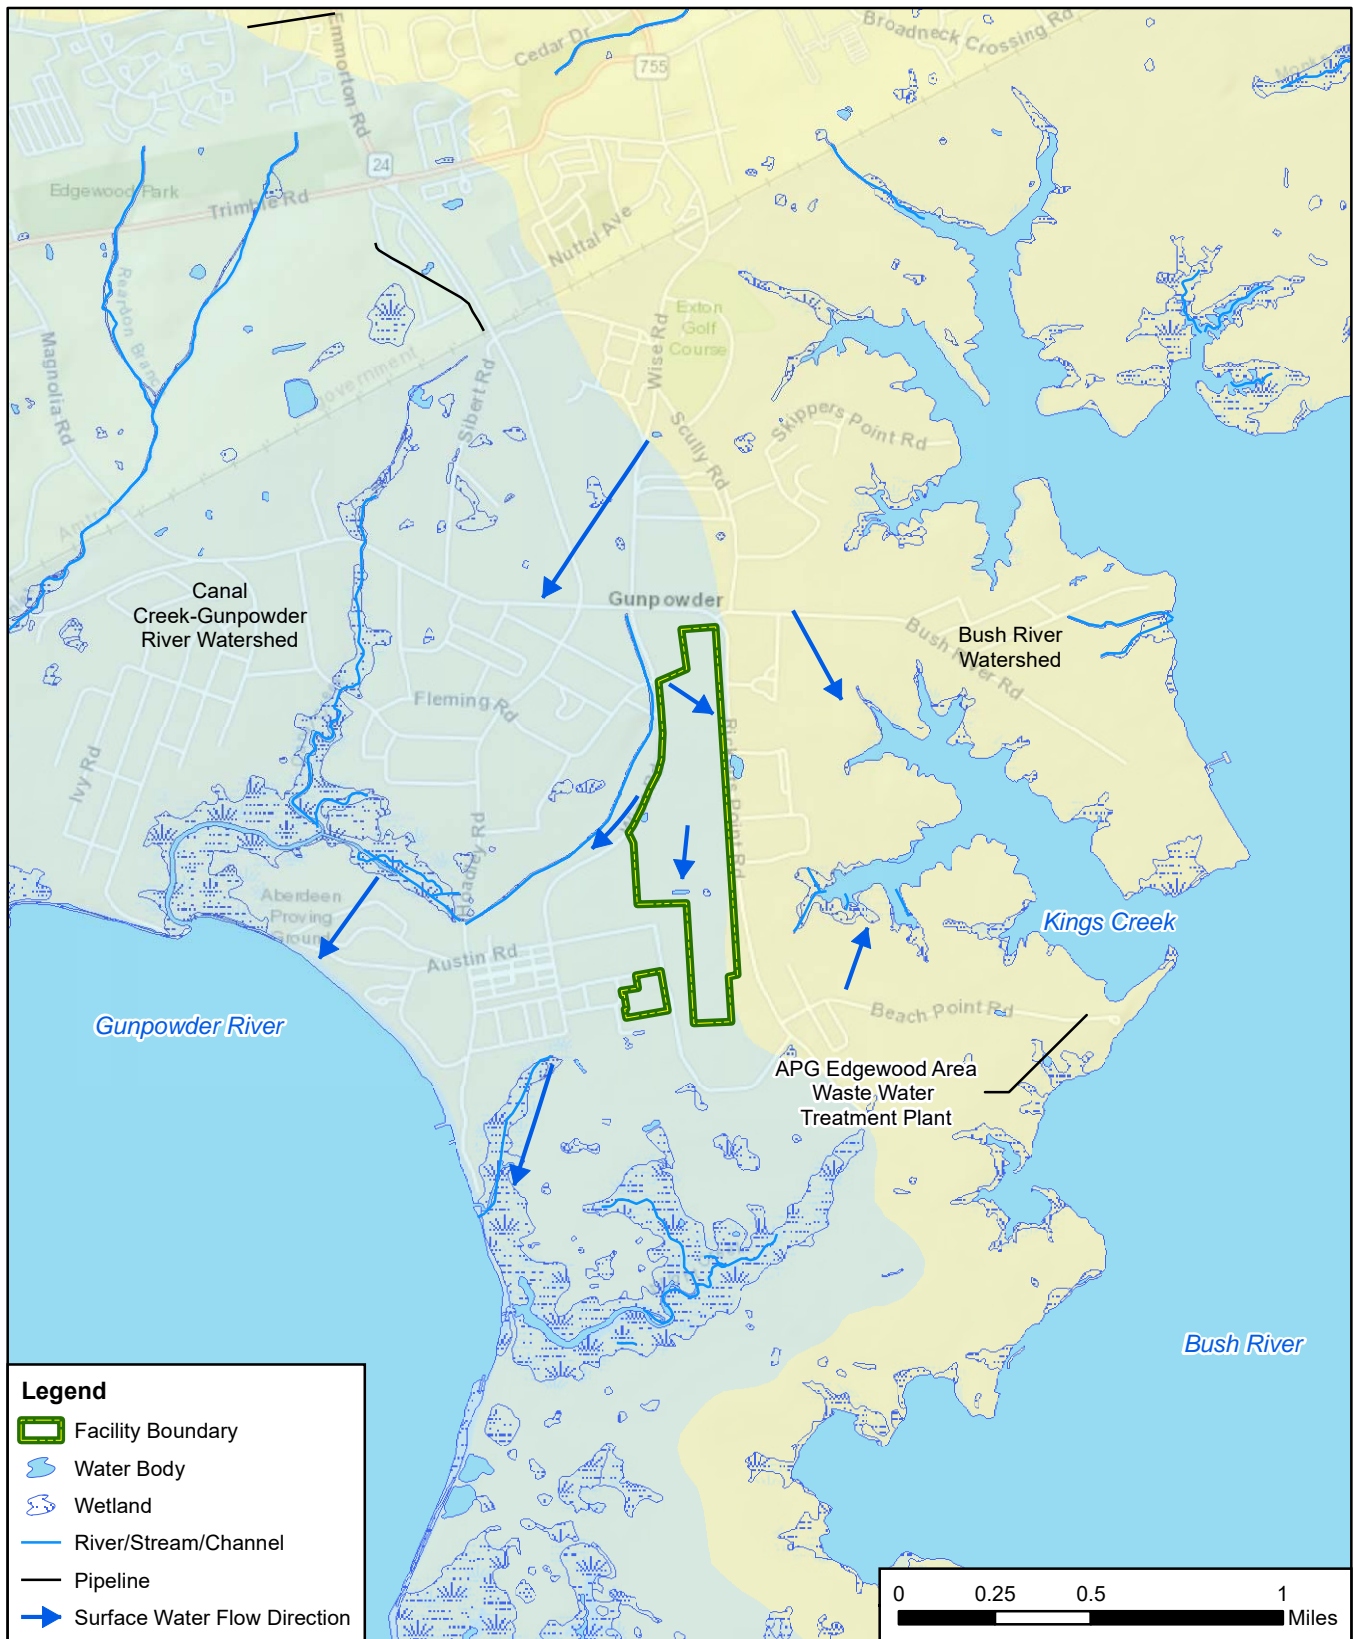 Emmorton Rd
Cedar Dr
755
Broadneck Crossing Rd
24
Edgewood Park
Trimble Rd
Nuttal Ave
Magnolia Rd
Exton
Golf
Course
Wise Rd
Sibert Rd
Scully Rd
Skippers Point Rd
Canal
Creek-Gunpowder
River Watershed
Gunpowder
Bush River Rd
Bush River
Watershed
Fleming Rd
Ivy Rd
Hoadley Rd
Aberdeen
Proving
Ground
Austin Rd
Kings Creek
Beach Point Rd
Gunpowder River
APG Edgewood Area
Waste Water
Treatment Plant
Bush River
Legend
Facility Boundary
Water Body
Wetland
River/Stream/Channel
Pipeline
Surface Water Flow Direction
0 0.25 0.5 1
Miles